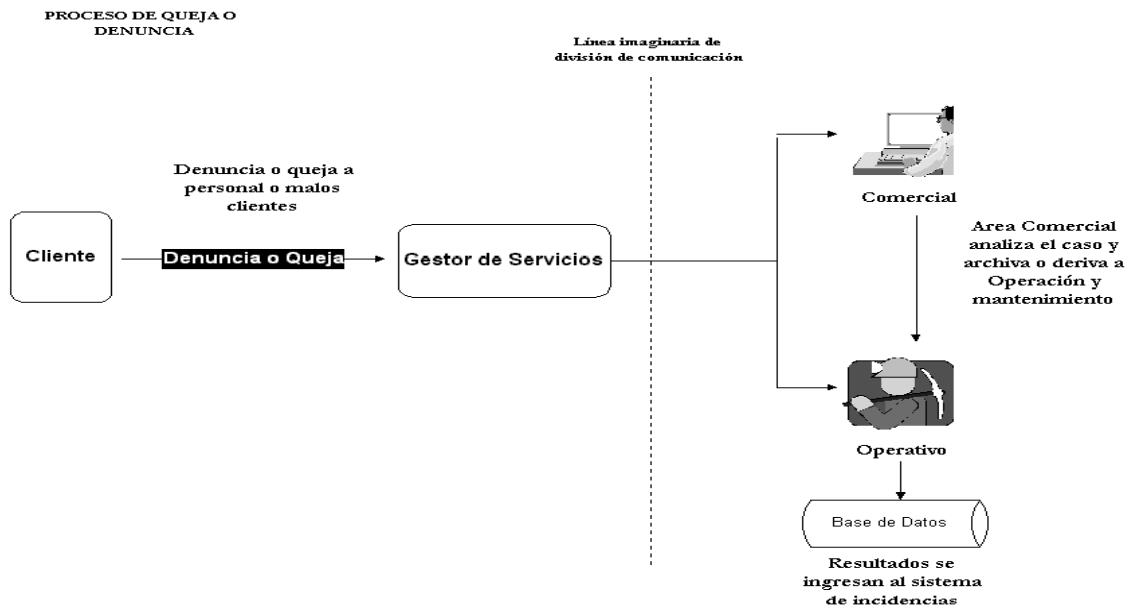 PROCESO DE QUEJA O
DENUNCIA
Línea imaginaria de
división de comunicación
Denuncia o queja a
personal o malos
clientes
Cliente
Denuncia o Queja
Gestor de Servicios
Comercial
Area Comercial
analiza el caso y
archiva o deriva a
Operación y
mantenimiento
Operativo
Base de Datos
Resultados se
ingresan al sistema
de incidencias